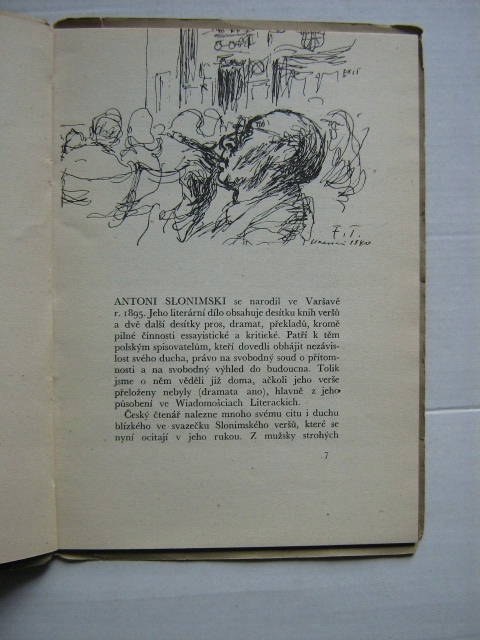 EXIT
F. T.
ANTONI SŁONIMSKI se narodil ve Varšavě
r. 1895. Jeho literární dílo obsahuje desítku knih veršů
a dvě další desítky pros, dramat, překladů, kromě
pilné činnosti essayistické a kritické. Patří k těm
polským spisovatelům, kteří dovedli obhájit nezávis-
lost svého ducha, právo na svobodný soud o přítom-
nosti a na svobodný výhled do budoucna. Tolik
jsme o něm věděli již doma, ačkoli jeho verše
přeloženy nebyly (dramata ano), hlavně z jeho
působení ve Wiadomościach Literackich.
Český čtenář nalezne mnoho svému citu i duchu
blízkého ve svazečku Slonimského veršů, které se
nyní ocitají v jeho rukou. Z mužsky strohých
7